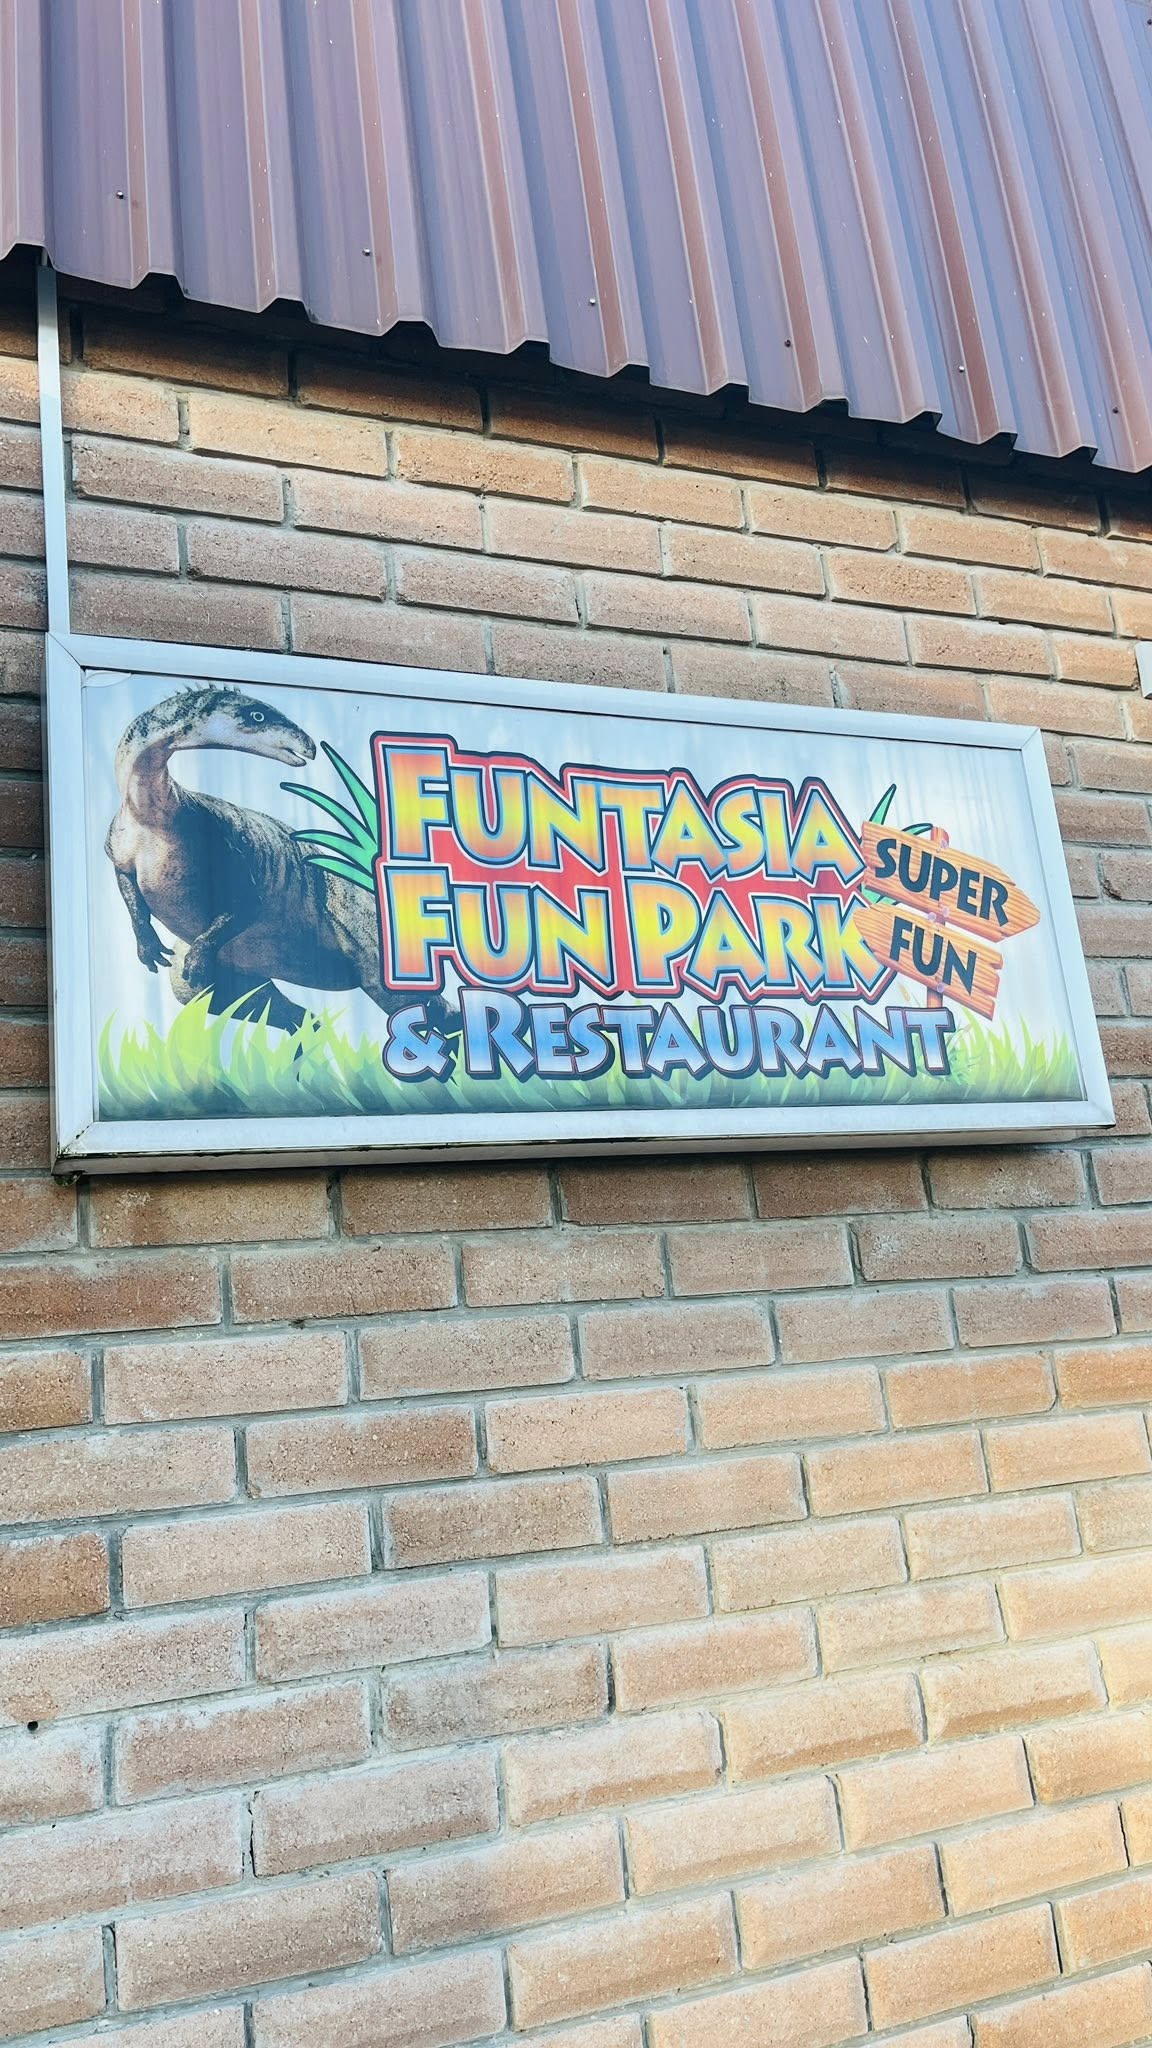 FUNTASIA
FUN PARK
& RESTAURANT
SUPER
FUN